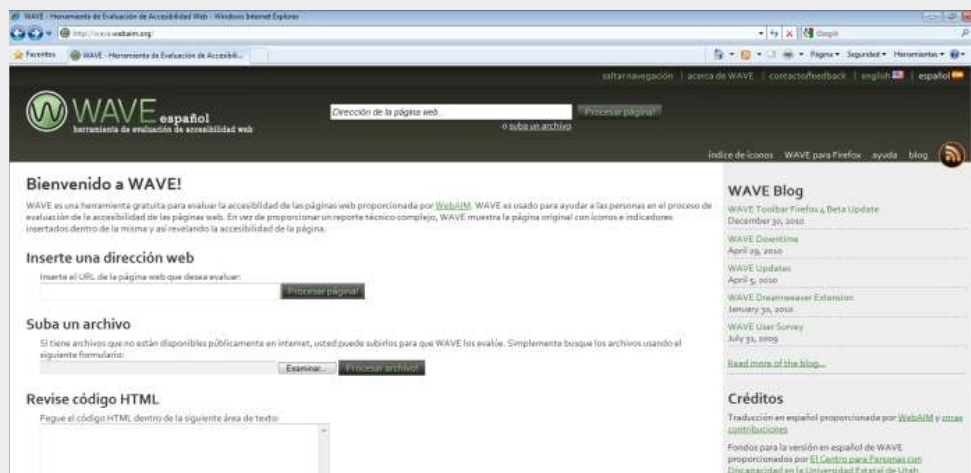 WAVE - Herramienta de Evaluación de Accesibilidad Web - Windows Internet Explorer
http://wave.webaim.org/
Google
Favoritos
WAVE - Herramienta de Evaluación de Accesibili...
Página
Seguridad
Herramientas
saltar navegación | acerca de WAVE | contacto/feedback | english | español
WAVE español
herramienta de evaluación de accesibilidad web
Dirección de la página web...
Procesar página!
o suba un archivo
índice de íconos WAVE para Firefox ayuda blog
Bienvenido a WAVE!
WAVE es una herramienta gratuita para evaluar la accesibilidad de las páginas web proporcionada por WebAIM. WAVE es usado para ayudar a las personas en el proceso de
evaluación de la accesibilidad de las páginas web. En vez de proporcionar un reporte técnico complejo, WAVE muestra la página original con íconos e indicadores
insertados dentro de la misma y así revelando la accesibilidad de la página.
Inserte una dirección web
Inserte el URL de la página web que desea evaluar:
Procesar página!
Suba un archivo
Si tiene archivos que no están disponibles públicamente en internet, usted puede subirlos para que WAVE los evalúe. Simplemente busque los archivos usando el
siguiente formulario:
Examinar...
Procesar archivo!
Revise código HTML
Pegue el código HTML dentro de la siguiente área de texto:
WAVE Blog
WAVE Toolbar Firefox 4 Beta Update
December 30, 2010
WAVE Downtime
April 29, 2010
WAVE Updates
April 5, 2010
WAVE Dreamweaver Extension
January 30, 2010
WAVE User Survey
July 31, 2009
Read more of the blog...
Créditos
Traducción en español proporcionada por WebAIM y otras
contribuciones
Fondos para la versión en español de WAVE
proporcionados por El Centro para Personas con
Discapacidad en la Universidad Estatal de Utah